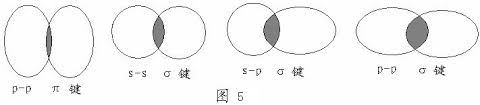 p-p π 键 s-s σ 键 s-p σ 键 p-p σ 键
图 5